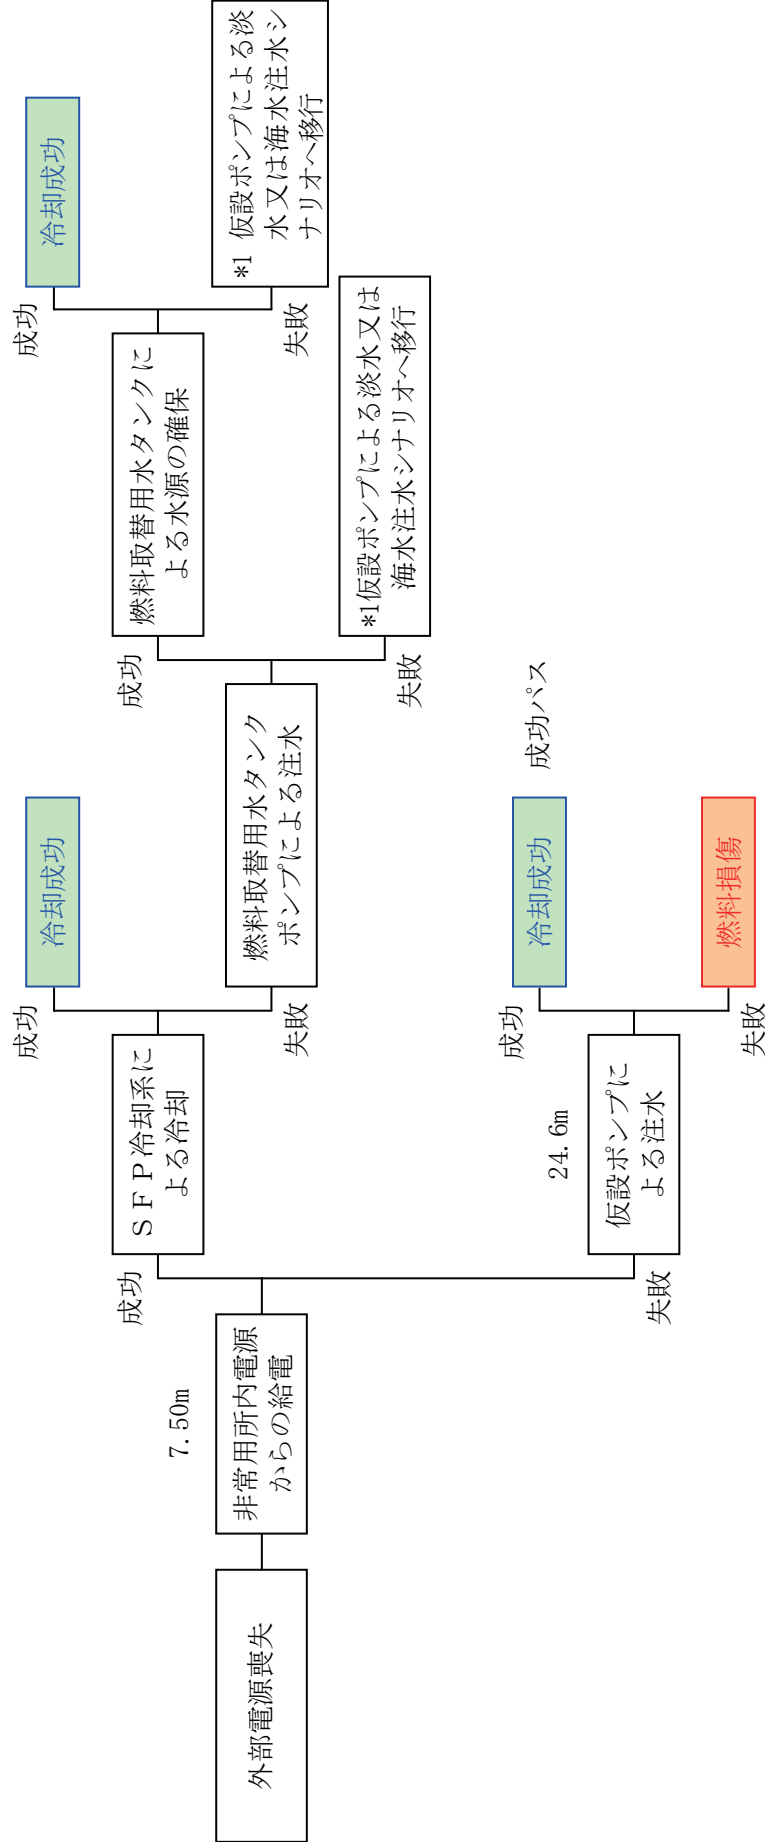 外部電源喪失
7.50m
非常用所内電源
からの給電
成功
失敗
ＳＦＰ冷却系に
よる冷却
成功
冷却成功
失敗
燃料取替用水タンク
ポンプによる注水
成功
燃料取替用水タンクに
よる水源の確保
成功
冷却成功
失敗
*1 仮設ポンプによる淡
水又は海水注水シ
ナリオへ移行
失敗
*1仮設ポンプによる淡水又は
海水注水シナリオへ移行
24.6m
仮設ポンプに
よる注水
成功
冷却成功
成功パス
失敗
燃料損傷